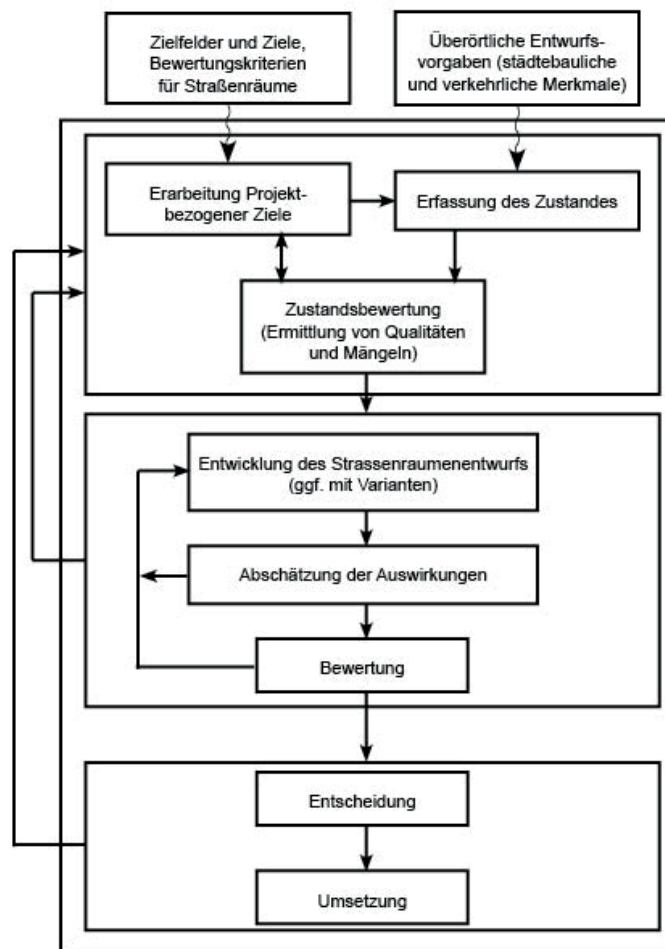 Zielfelder und Ziele,
Bewertungskriterien
für Straßenräume
Überörtliche Entwurfs-
vorgaben (städtebauliche
und verkehrliche Merkmale)
Erarbeitung Projekt-
bezogener Ziele
Erfassung des Zustandes
Zustandsbewertung
(Ermittlung von Qualitäten
und Mängeln)
Entwicklung des Strassenraumenentwurfs
(ggf. mit Varianten)
Abschätzung der Auswirkungen
Bewertung
Entscheidung
Umsetzung